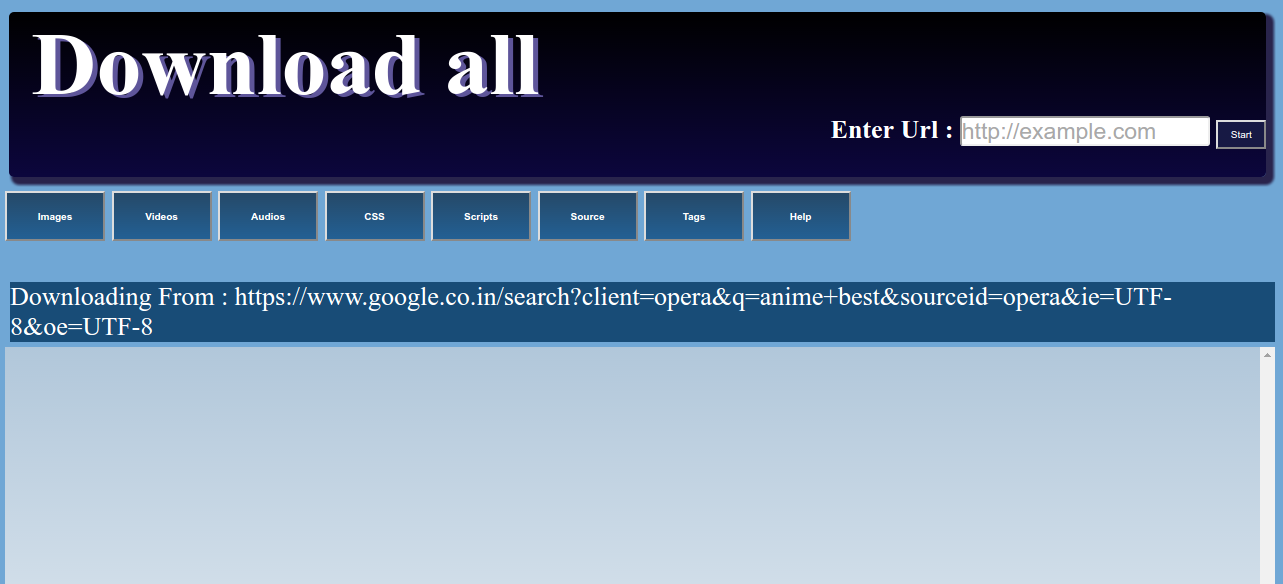 Download all
Enter Url : http://example.com Start
Images Videos Audios CSS Scripts Source Tags Help
Downloading From : https://www.google.co.in/search?client=opera&q=anime+best&sourceid=opera&ie=UTF-
8&oe=UTF-8